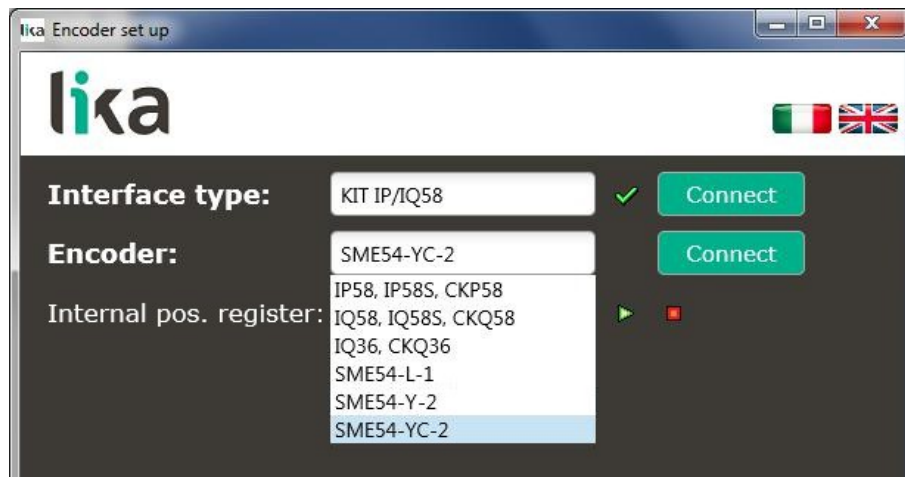 lika Encoder set up
lika
Interface type: KIT IP/IQ58 Connect
Encoder: SME54-YC-2 Connect
IP58, IP58S, CKP58
Internal pos. register: IQ58, IQ58S, CKQ58
IQ36, CKQ36
SME54-L-1
SME54-Y-2
SME54-YC-2